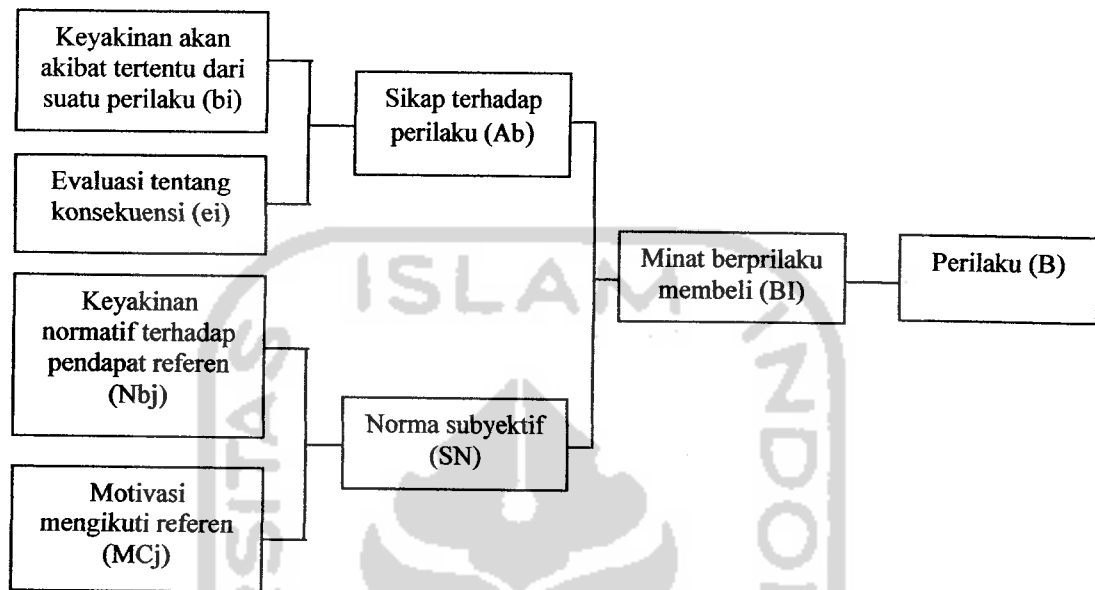 Keyakinan akan
akibat tertentu dari
suatu perilaku (bi)
Sikap terhadap
perilaku (Ab)
Evaluasi tentang
konsekuensi (ei)
Minat berprilaku
membeli (BI)
Perilaku (B)
Keyakinan
normatif terhadap
pendapat referen
(Nbj)
Norma subyektif
(SN)
Motivasi
mengikuti referen
(MCj)
ISLAM